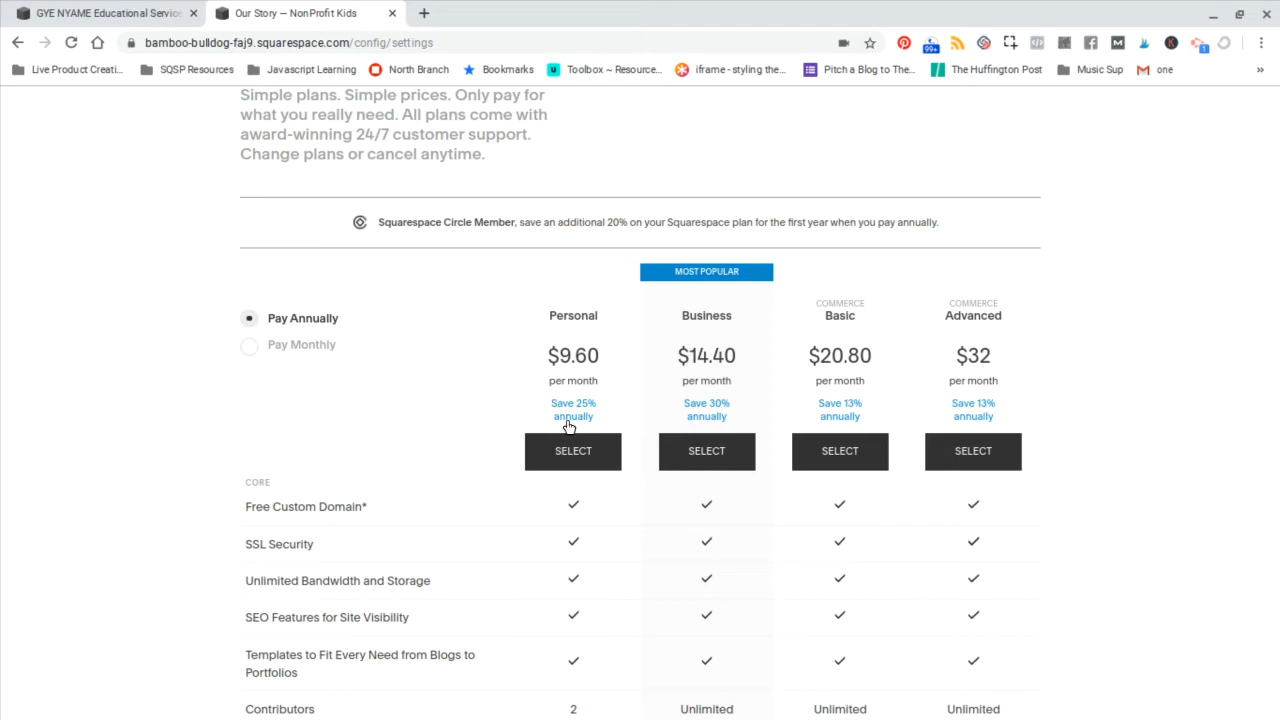 GYE NYAME Educational Service
Our Story — NonProfit Kids
bamboo-bulldog-faj9.squarespace.com/config/settings
99+
1
Live Product Creati...
SQSP Resources
Javascript Learning
North Branch
Bookmarks
Toolbox ~ Resource...
iframe - styling the...
Pitch a Blog to The...
The Huffington Post
Music Sup
one
Simple plans. Simple prices. Only pay for
what you really need. All plans come with
award-winning 24/7 customer support.
Change plans or cancel anytime.
Squarespace Circle Member, save an additional 20% on your Squarespace plan for the first year when you pay annually.
MOST POPULAR
Pay Annually
Pay Monthly
Personal
$9.60
per month
Save 25%
annually
SELECT
Business
$14.40
per month
Save 30%
annually
SELECT
COMMERCE
Basic
$20.80
per month
Save 13%
annually
SELECT
COMMERCE
Advanced
$32
per month
Save 13%
annually
SELECT
CORE
Free Custom Domain*
SSL Security
Unlimited Bandwidth and Storage
SEO Features for Site Visibility
Templates to Fit Every Need from Blogs to
Portfolios
Contributors 2 Unlimited Unlimited Unlimited